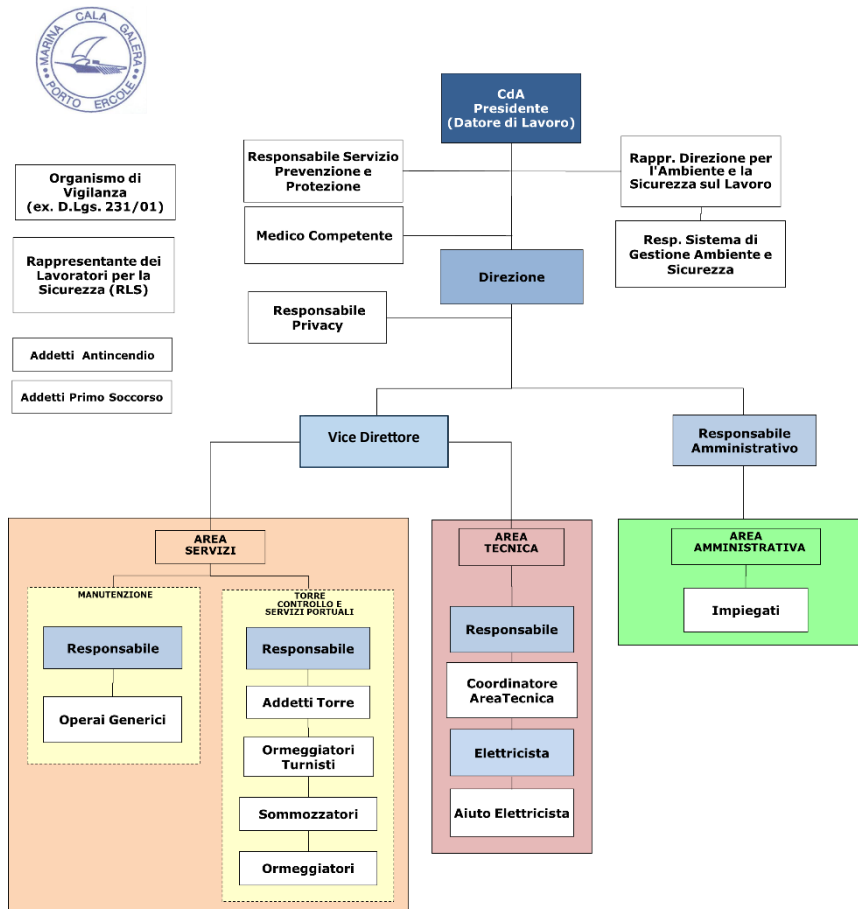 MARINA CALA GALERA
PORTO ERCOLE
CdA
Presidente
(Datore di Lavoro)
Responsabile Servizio
Prevenzione e
Protezione
Rappr. Direzione per
l'Ambiente e la
Sicurezza sul Lavoro
Organismo di
Vigilanza
(ex. D.Lgs. 231/01)
Medico Competente
Resp. Sistema di
Gestione Ambiente e
Sicurezza
Rappresentante dei
Lavoratori per la
Sicurezza (RLS)
Direzione
Responsabile
Privacy
Addetti Antincendio
Addetti Primo Soccorso
Vice Direttore
Responsabile
Amministrativo
AREA
SERVIZI
AREA
TECNICA
AREA
AMMINISTRATIVA
MANUTENZIONE
TORRE
CONTROLLO E
SERVIZI PORTUALI
Impiegati
Responsabile
Responsabile
Responsabile
Operai Generici
Addetti Torre
Coordinatore
AreaTecnica
Ormeggiatori
Turnisti
Elettricista
Sommozzatori
Aiuto Elettricista
Ormeggiatori